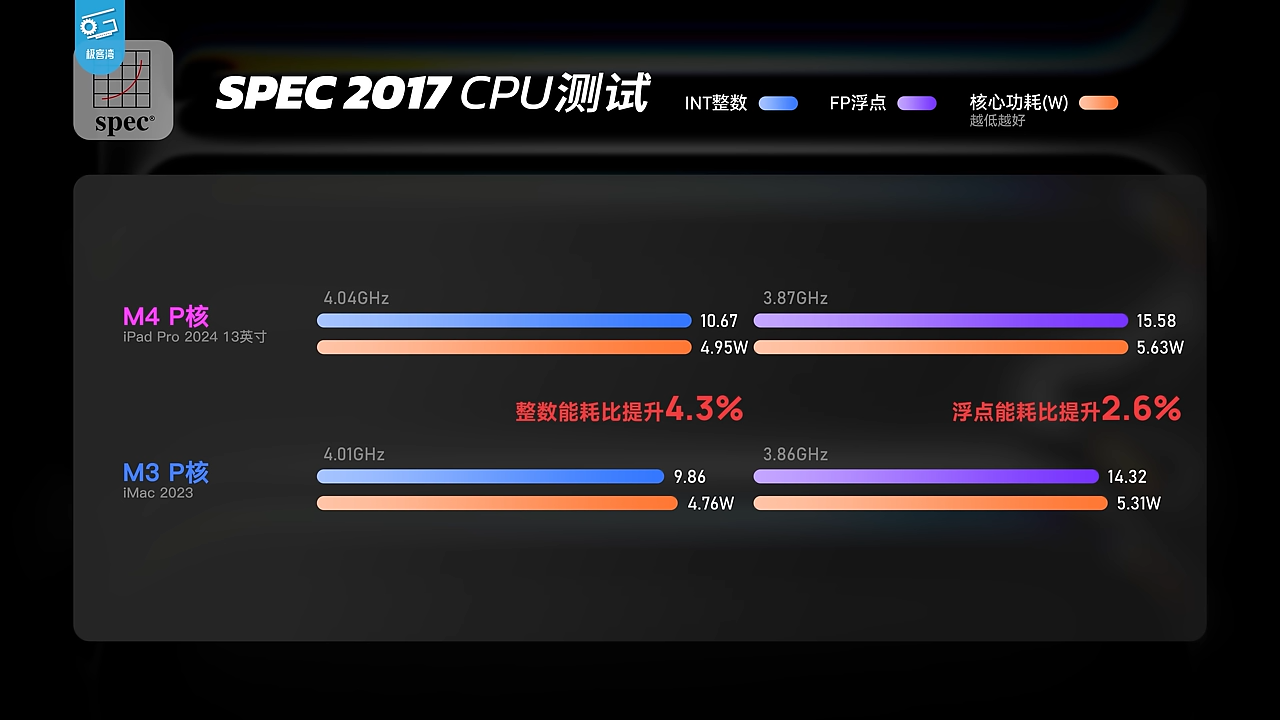 极客湾
spec®
SPEC 2017 CPU测试
INT整数
FP浮点
核心功耗(W)
越低越好
4.04GHz
3.87GHz
M4 P核
iPad Pro 2024 13英寸
10.67
15.58
4.95W
5.63W
整数能耗比提升4.3%
浮点能耗比提升2.6%
4.01GHz
3.86GHz
M3 P核
iMac 2023
9.86
14.32
4.76W
5.31W